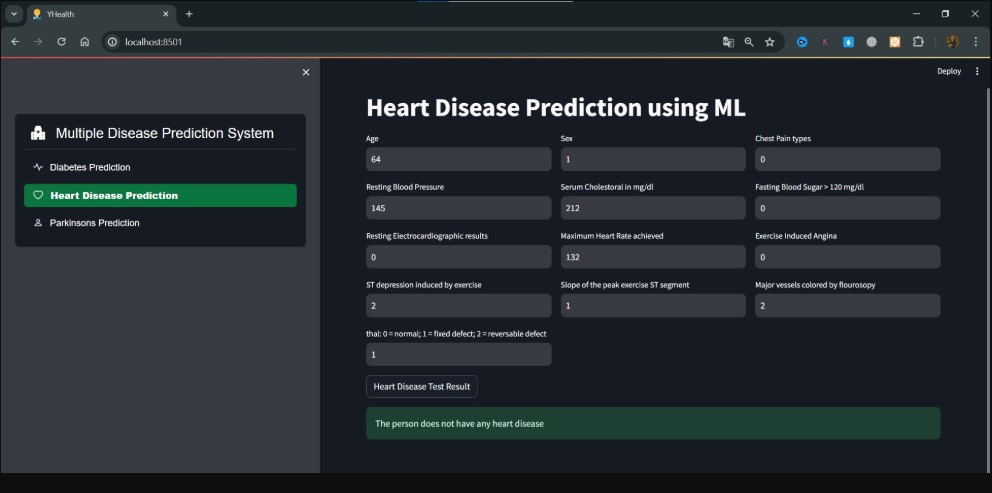 YHealth
localhost:8501
Deploy
Multiple Disease Prediction System
Diabetes Prediction
Heart Disease Prediction
Parkinsons Prediction
Heart Disease Prediction using ML
Age Sex Chest Pain types
64 1 0
Resting Blood Pressure Serum Cholestoral in mg/dl Fasting Blood Sugar > 120 mg/dl
145 212 0
Resting Electrocardiographic results Maximum Heart Rate achieved Exercise Induced Angina
0 132 0
ST depression induced by exercise Slope of the peak exercise ST segment Major vessels colored by flourosopy
2 1 2
thal: 0 = normal; 1 = fixed defect; 2 = reversable defect
1
Heart Disease Test Result
The person does not have any heart disease